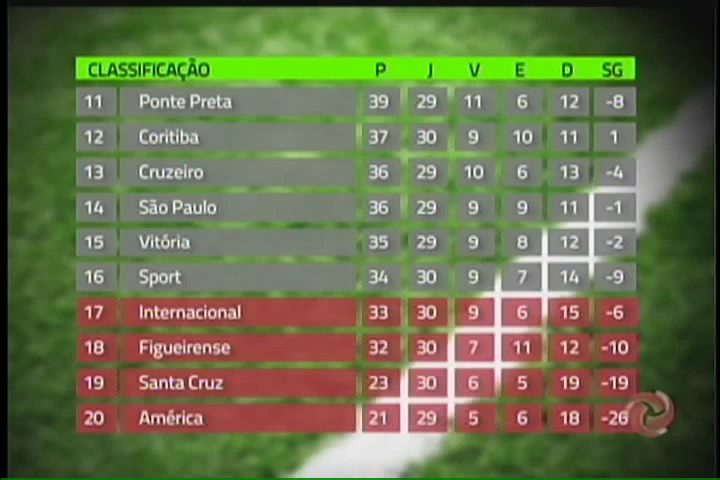 CLASSIFICAÇÃO P J V E D SG
11 Ponte Preta 39 29 11 6 12 -8
12 Coritiba 37 30 9 10 11 1
13 Cruzeiro 36 29 10 6 13 -4
14 São Paulo 36 29 9 9 11 -1
15 Vitória 35 29 9 8 12 -2
16 Sport 34 30 9 7 14 -9
17 Internacional 33 30 9 6 15 -6
18 Figueirense 32 30 7 11 12 -10
19 Santa Cruz 23 30 6 5 19 -19
20 América 21 29 5 6 18 -26